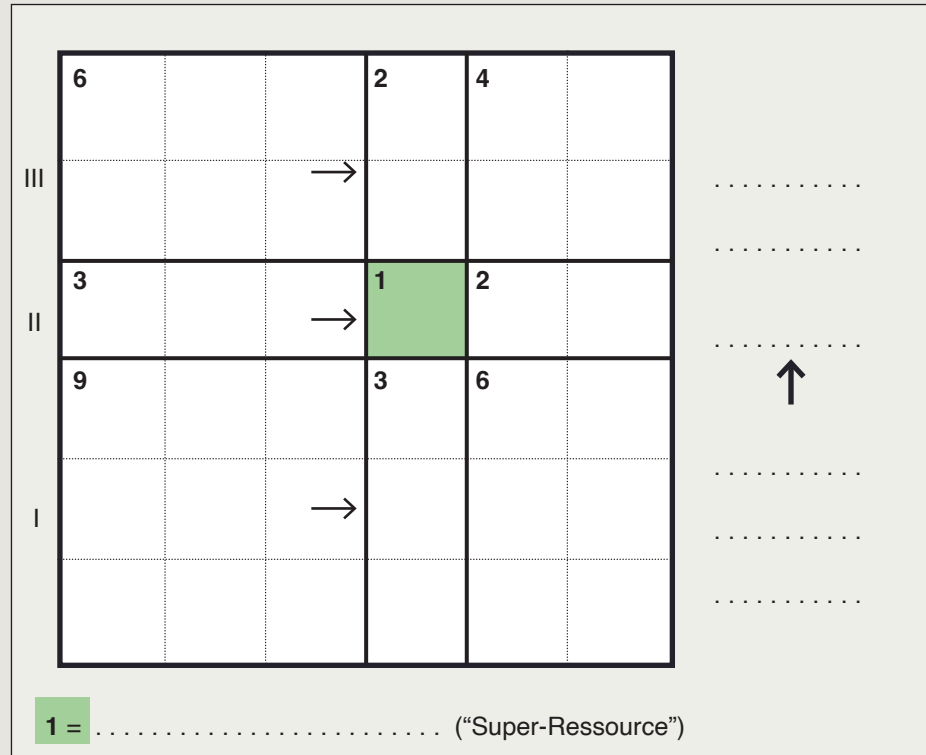 6 2 4
III → . . . . . . . . . . .
. . . . . . . . . . .
3 1 2
II → . . . . . . . . . . .
↑
9 3 6
. . . . . . . . . . .
I → . . . . . . . . . . .
. . . . . . . . . . .
1 = . . . . . . . . . . . . . . . . . . . . . . . . . (“Super-Ressource”)